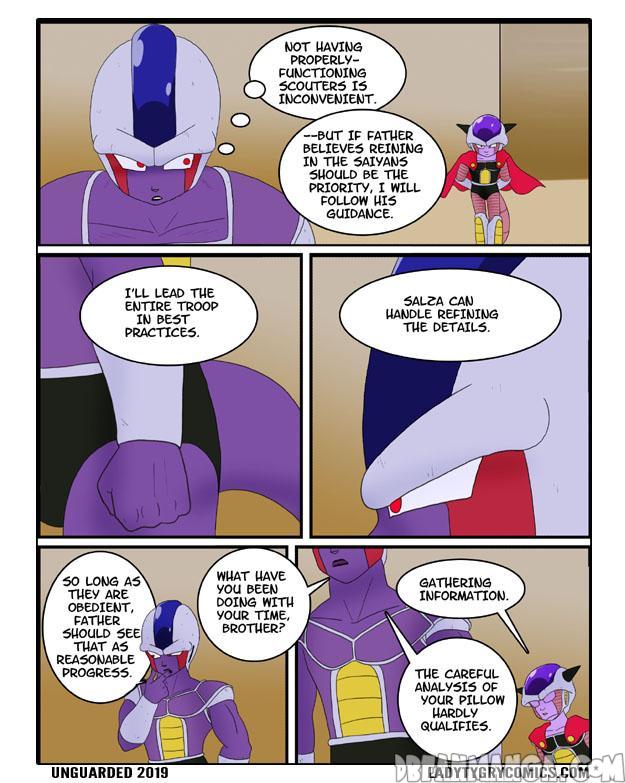 NOT HAVING
PROPERLY-
FUNCTIONING
SCOUTERS IS
INCONVENIENT.
--BUT IF FATHER
BELIEVES REINING
IN THE SAIYANS
SHOULD BE THE
PRIORITY, I WILL
FOLLOW HIS
GUIDANCE.
I'LL LEAD THE
ENTIRE TROOP
IN BEST
PRACTICES.
SALZA CAN
HANDLE REFINING
THE DETAILS.
SO LONG AS
THEY ARE
OBEDIENT,
FATHER
SHOULD SEE
THAT AS
REASONABLE
PROGRESS.
WHAT HAVE
YOU BEEN
DOING WITH
YOUR TIME,
BROTHER?
GATHERING
INFORMATION.
THE CAREFUL
ANALYSIS OF
YOUR PILLOW
HARDLY
QUALIFIES.
UNGUARDED 2019
LADYTYGRYCOMICS.COM
DBFANMANGA.COM